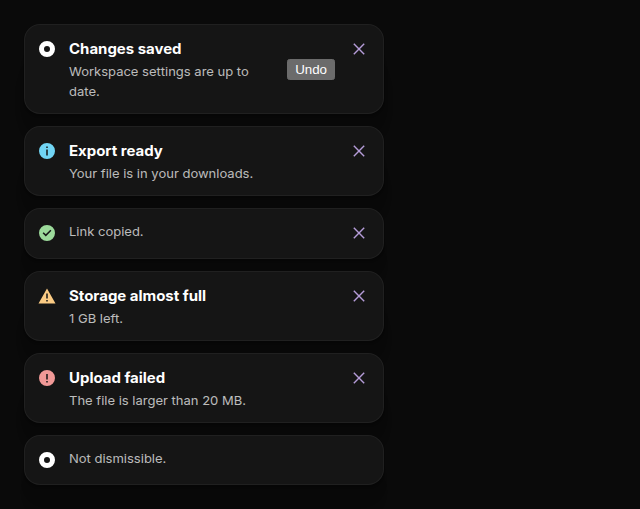 Changes saved
Workspace settings are up to
date.
Undo
Export ready
Your file is in your downloads.
Link copied.
Storage almost full
1 GB left.
Upload failed
The file is larger than 20 MB.
Not dismissible.